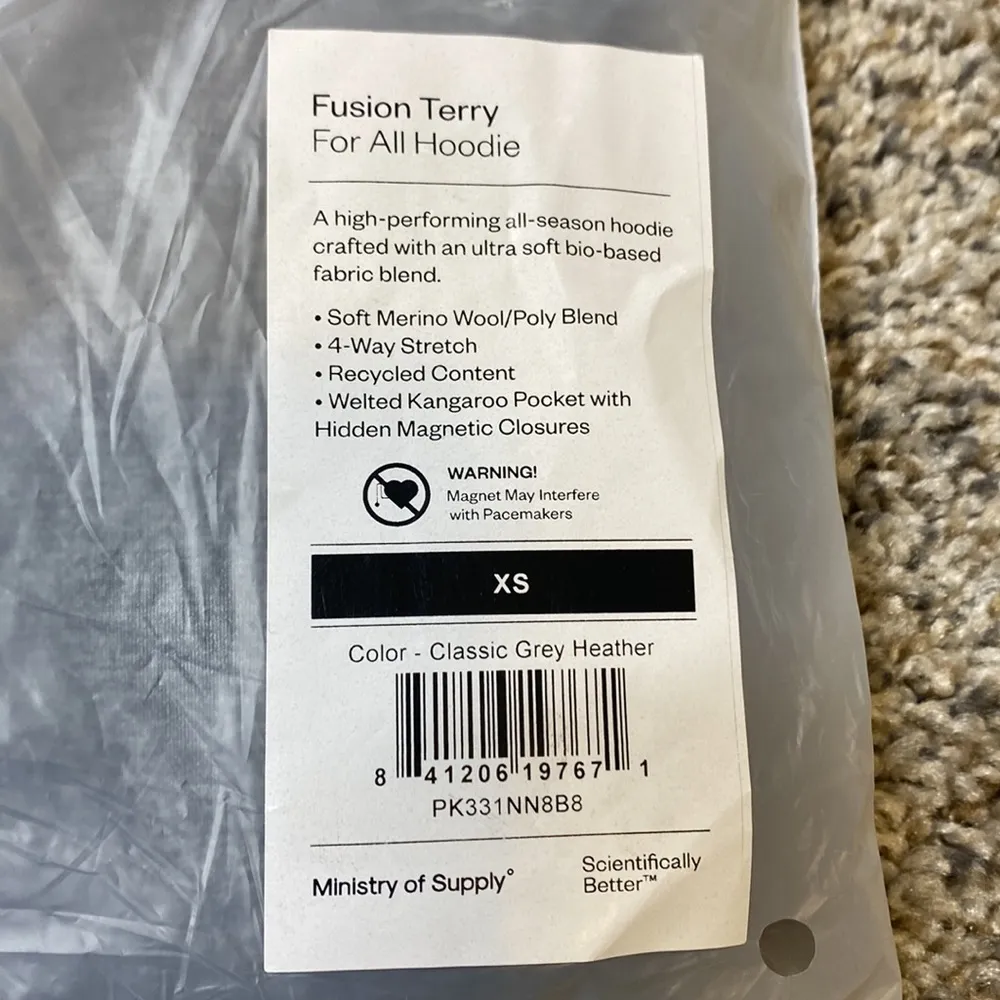 Fusion Terry
For All Hoodie
A high-performing all-season hoodie
crafted with an ultra soft bio-based
fabric blend.
• Soft Merino Wool/Poly Blend
• 4-Way Stretch
• Recycled Content
• Welted Kangaroo Pocket with
Hidden Magnetic Closures
WARNING!
Magnet May Interfere
with Pacemakers
XS
Color - Classic Grey Heather
8 41206 19767 1
PK331NN8B8
Ministry of Supply°
Scientifically
Better™